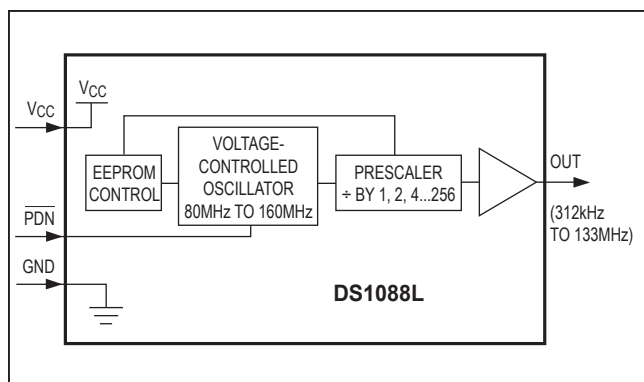 VCC
VCC
EEPROM
CONTROL
VOLTAGE-
CONTROLLED
OSCILLATOR
80MHz TO 160MHz
PRESCALER
÷ BY 1, 2, 4...256
OUT
(312kHz
TO 133MHz)
PDN
GND
DS1088L